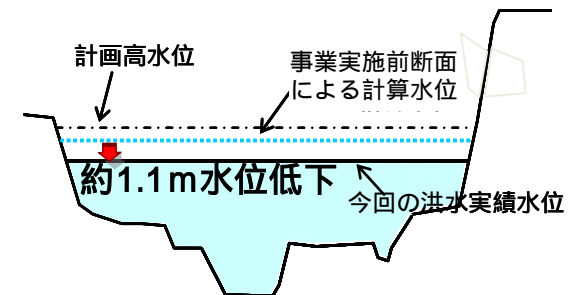 計画高水位
事業実施前断面
による計算水位
約1.1m水位低下
今回の洪水実績水位